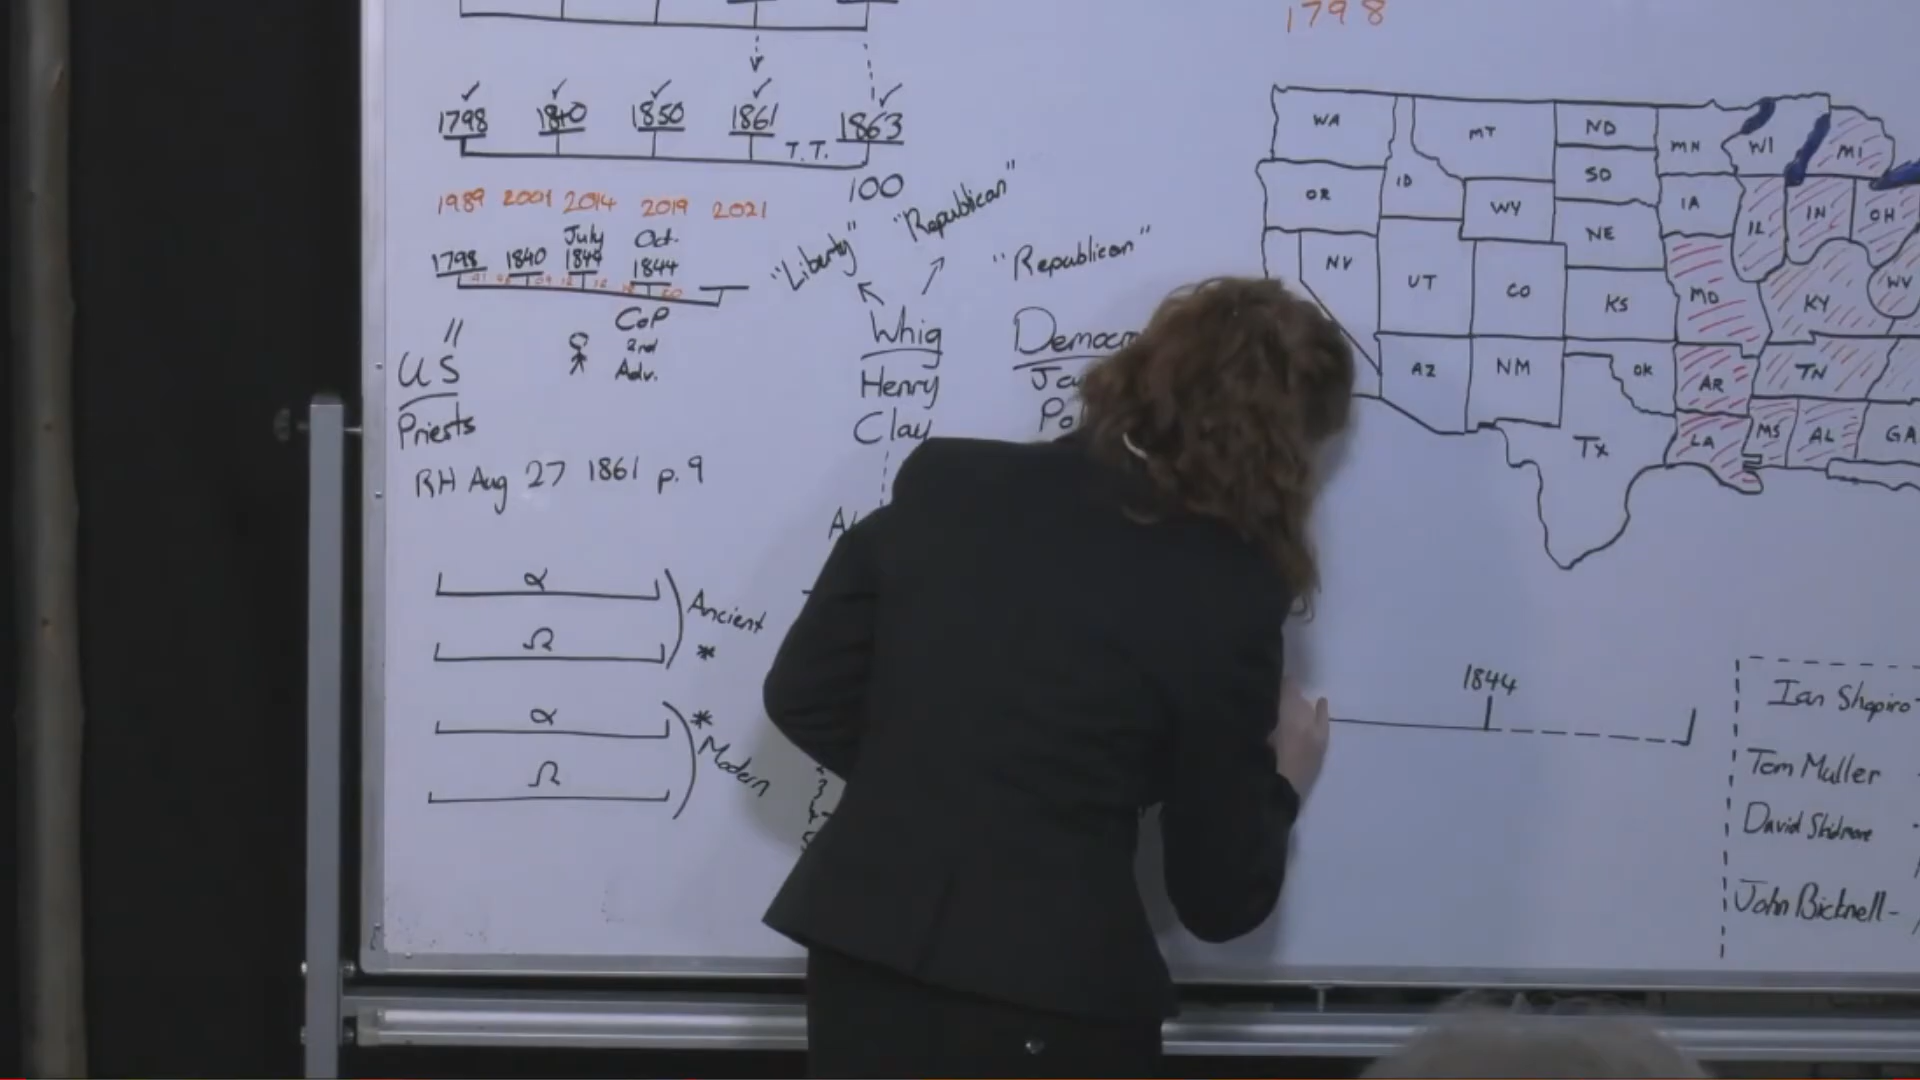 1798
1798 1840 1850 1861 T.T. 1863
100
1989 2001 2014 2019 2021
July Oct.
1798 1840 1844 1844
CoP
2nd
Adv.
"Liberty" "Republican"
"Republican"
US
Priests
Whig
Henry
Clay
RH Aug 27 1861 p.9
α
Ω
Ancient
*
α
Ω
* Modern
WA MT ND MN WI MI
OR ID WY SD IA IL IN OH
NV UT CO NE KS MO KY WV
AZ NM OK AR TN
TX LA MS AL GA
1844
Ian Shapiro
Tom Muller
David Skidmore
John Bicknell -